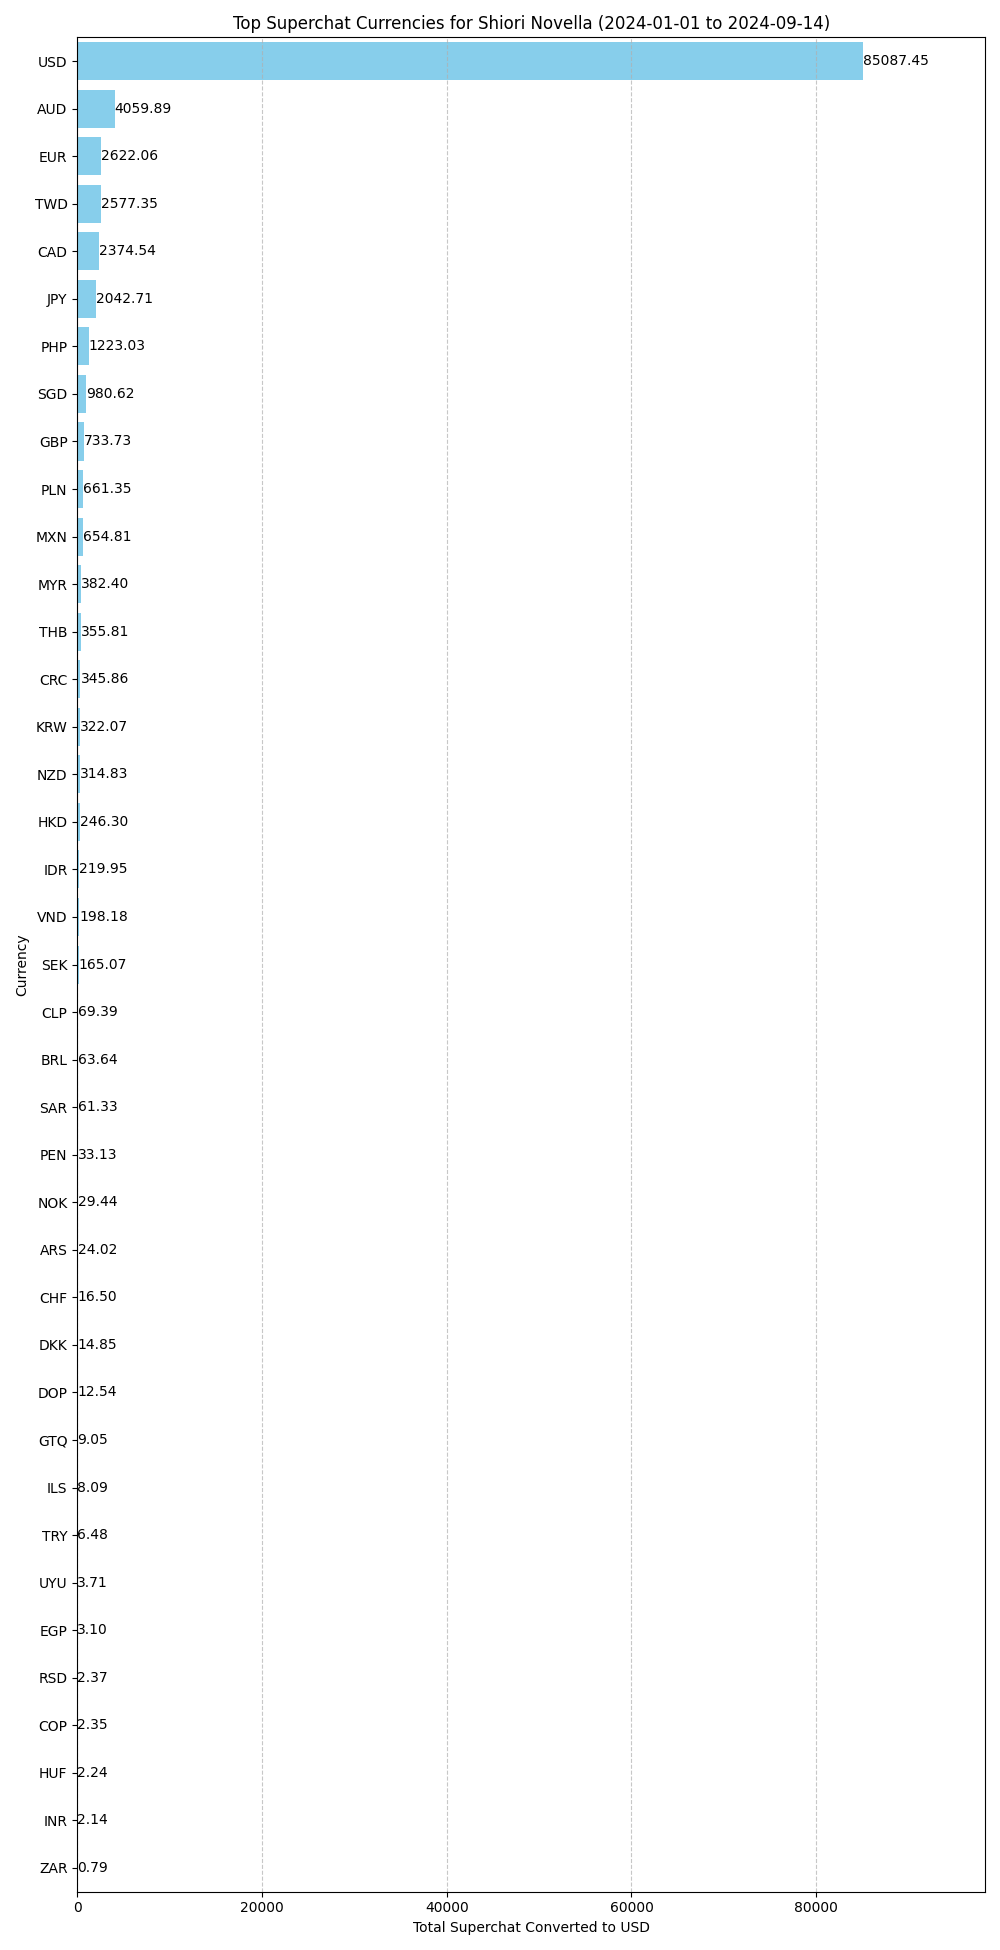 Top Superchat Currencies for Shiori Novella (2024-01-01 to 2024-09-14)
USD 85087.45
AUD 4059.89
EUR 2622.06
TWD 2577.35
CAD 2374.54
JPY 2042.71
PHP 1223.03
SGD 980.62
GBP 733.73
PLN 661.35
MXN 654.81
MYR 382.40
THB 355.81
CRC 345.86
KRW 322.07
NZD 314.83
HKD 246.30
IDR 219.95
VND 198.18
SEK 165.07
CLP 69.39
BRL 63.64
SAR 61.33
PEN 33.13
NOK 29.44
ARS 24.02
CHF 16.50
DKK 14.85
DOP 12.54
GTQ 9.05
ILS 8.09
TRY 6.48
UYU 3.71
EGP 3.10
RSD 2.37
COP 2.35
HUF 2.24
INR 2.14
ZAR 0.79
Currency
0 20000 40000 60000 80000
Total Superchat Converted to USD